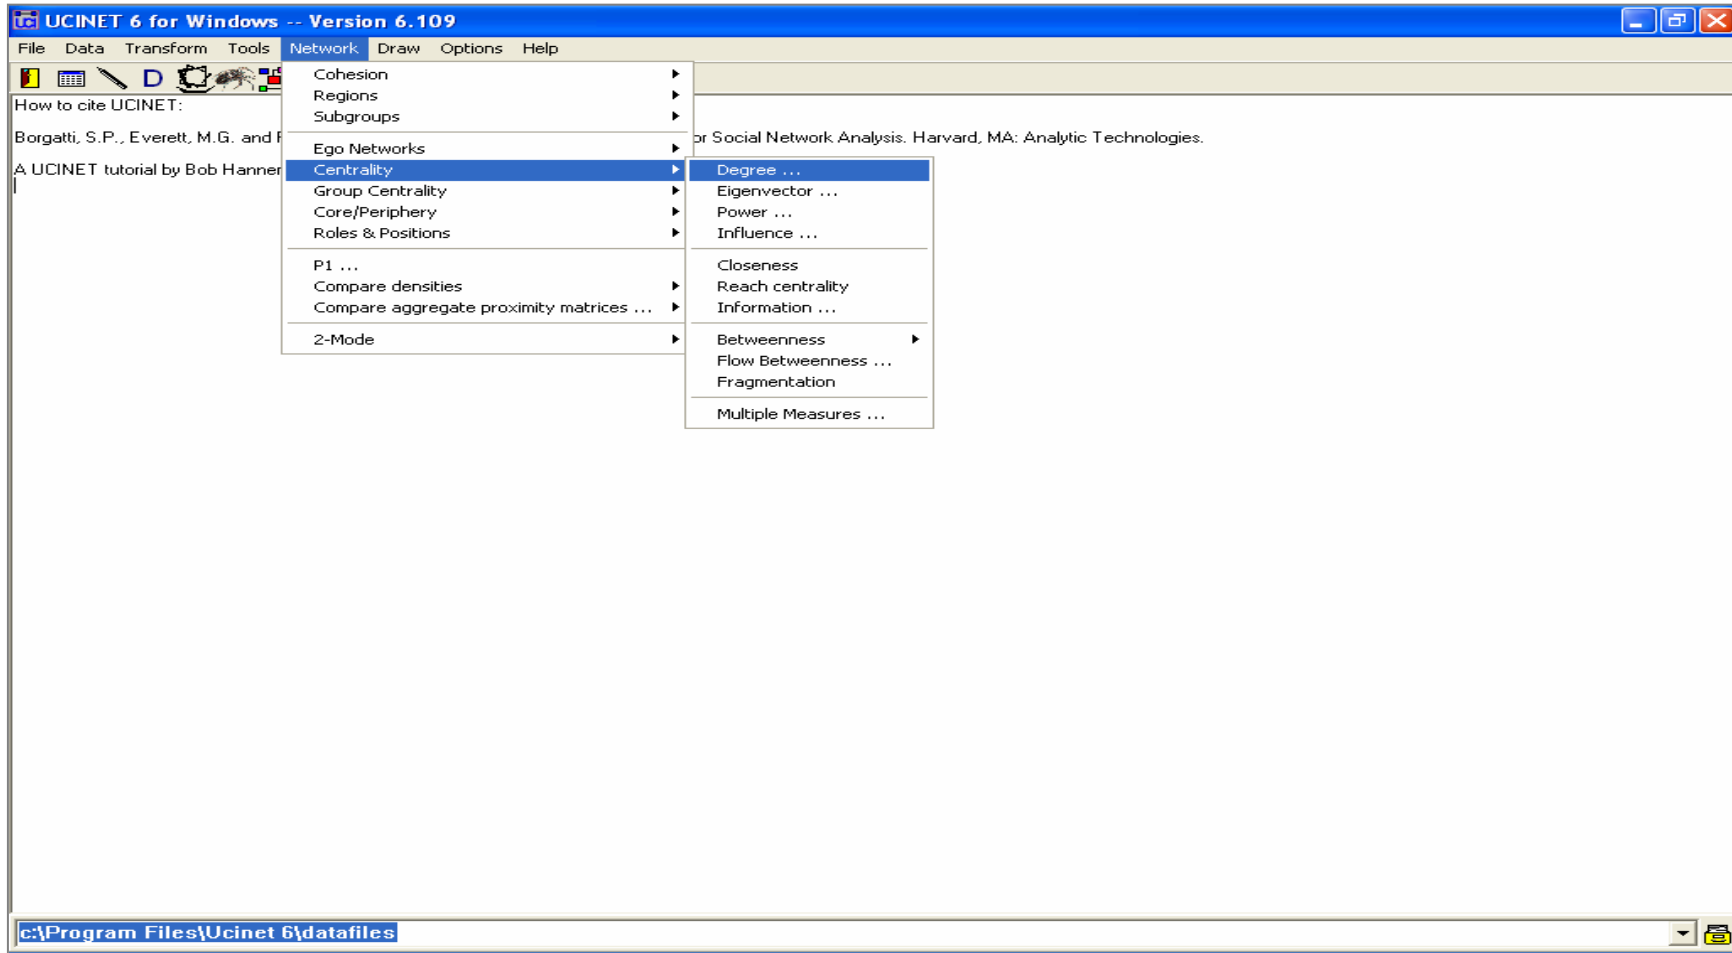 UCINET 6 for Windows -- Version 6.109
File Data Transform Tools Network Draw Options Help
D
How to cite UCINET:
Borgatti, S.P., Everett, M.G. and
or Social Network Analysis. Harvard, MA: Analytic Technologies.
A UCINET tutorial by Bob Hanner
Cohesion
Regions
Subgroups
Ego Networks
Centrality
Group Centrality
Core/Periphery
Roles & Positions
P1 ...
Compare densities
Compare aggregate proximity matrices ...
2-Mode
Degree ...
Eigenvector ...
Power ...
Influence ...
Closeness
Reach centrality
Information ...
Betweenness
Flow Betweenness ...
Fragmentation
Multiple Measures ...
c:\Program Files\Ucinet 6\datafiles